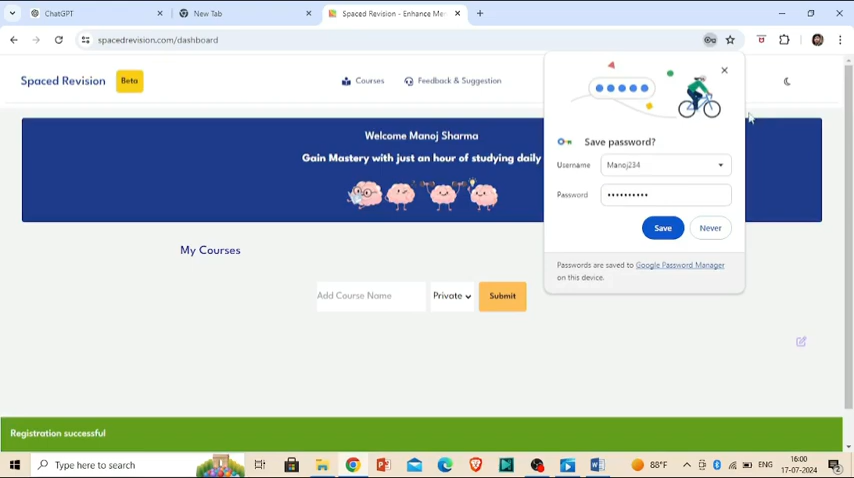 ChatGPT
New Tab
Spaced Revision - Enhance Me
spacedrevision.com/dashboard
Spaced Revision
Beta
Courses
Feedback & Suggestion
Welcome Manoj Sharma
Gain Mastery with just an hour of studying daily
Save password?
Username
Manoj234
Password
••••••••••
Save
Never
Passwords are saved to Google Password Manager
on this device.
My Courses
Add Course Name
Private
Submit
Registration successful
Type here to search
88°F
ENG
16:00
17-07-2024